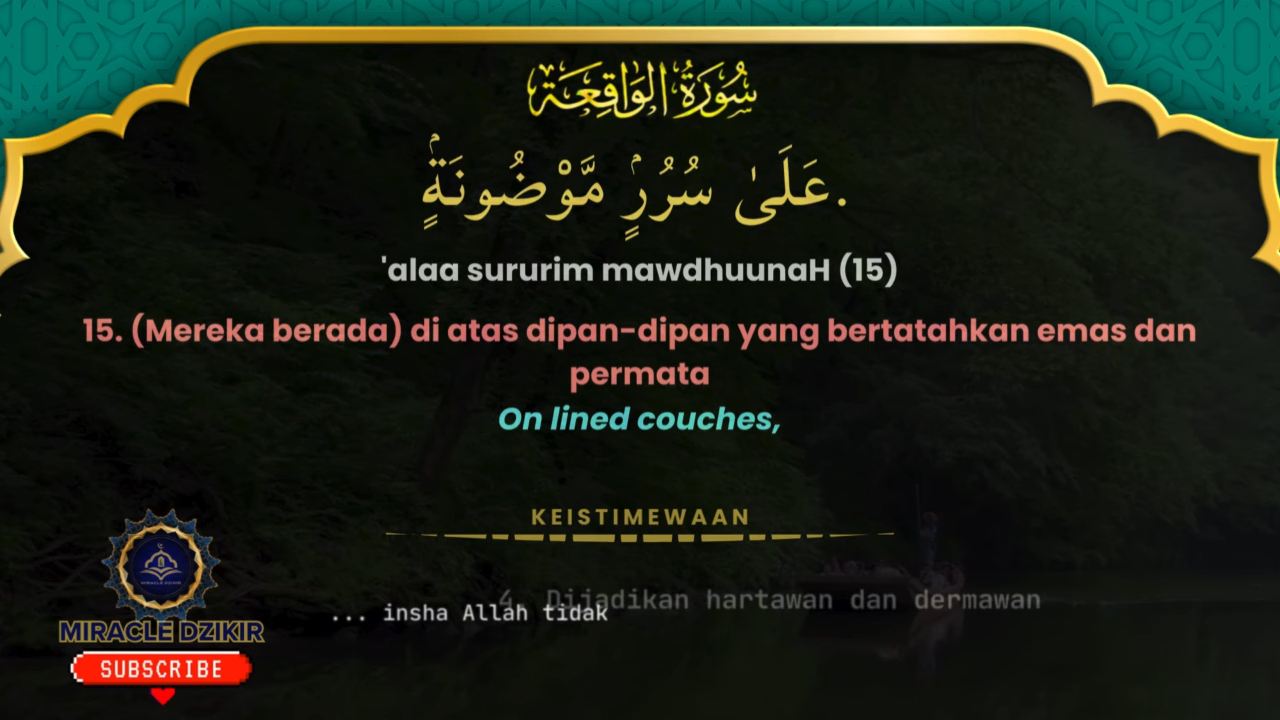 سُورَةُ الوَاقِعَة
عَلَىٰ سُرُرٍۢ مَّوْضُونَةٍۢ.
'alaa sururim mawdhuunaH (15)
15. (Mereka berada) di atas dipan-dipan yang bertatahkan emas dan
permata
On lined couches,
KEISTIMEWAAN
4. Dijadikan hartawan dan dermawan
... insha Allah tidak
MIRACLE DZIKIR
SUBSCRIBE